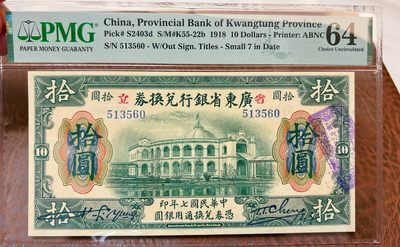 PMG
PAPER MONEY GUARANTY
China, Provincial Bank of Kwangtung Province
Pick# S2403d S/M#K55-22b 1918 10 Dollars - Printer: ABNC
S/N 513560 - W/Out Sign. Titles - Small 7 in Date
64
Choice Uncirculated
圓拾 立券換兌行銀省東廣省 圓拾
513560 513560
拾圓 拾圓
10 10
印年七國民華中
圓銀用通換兌券憑